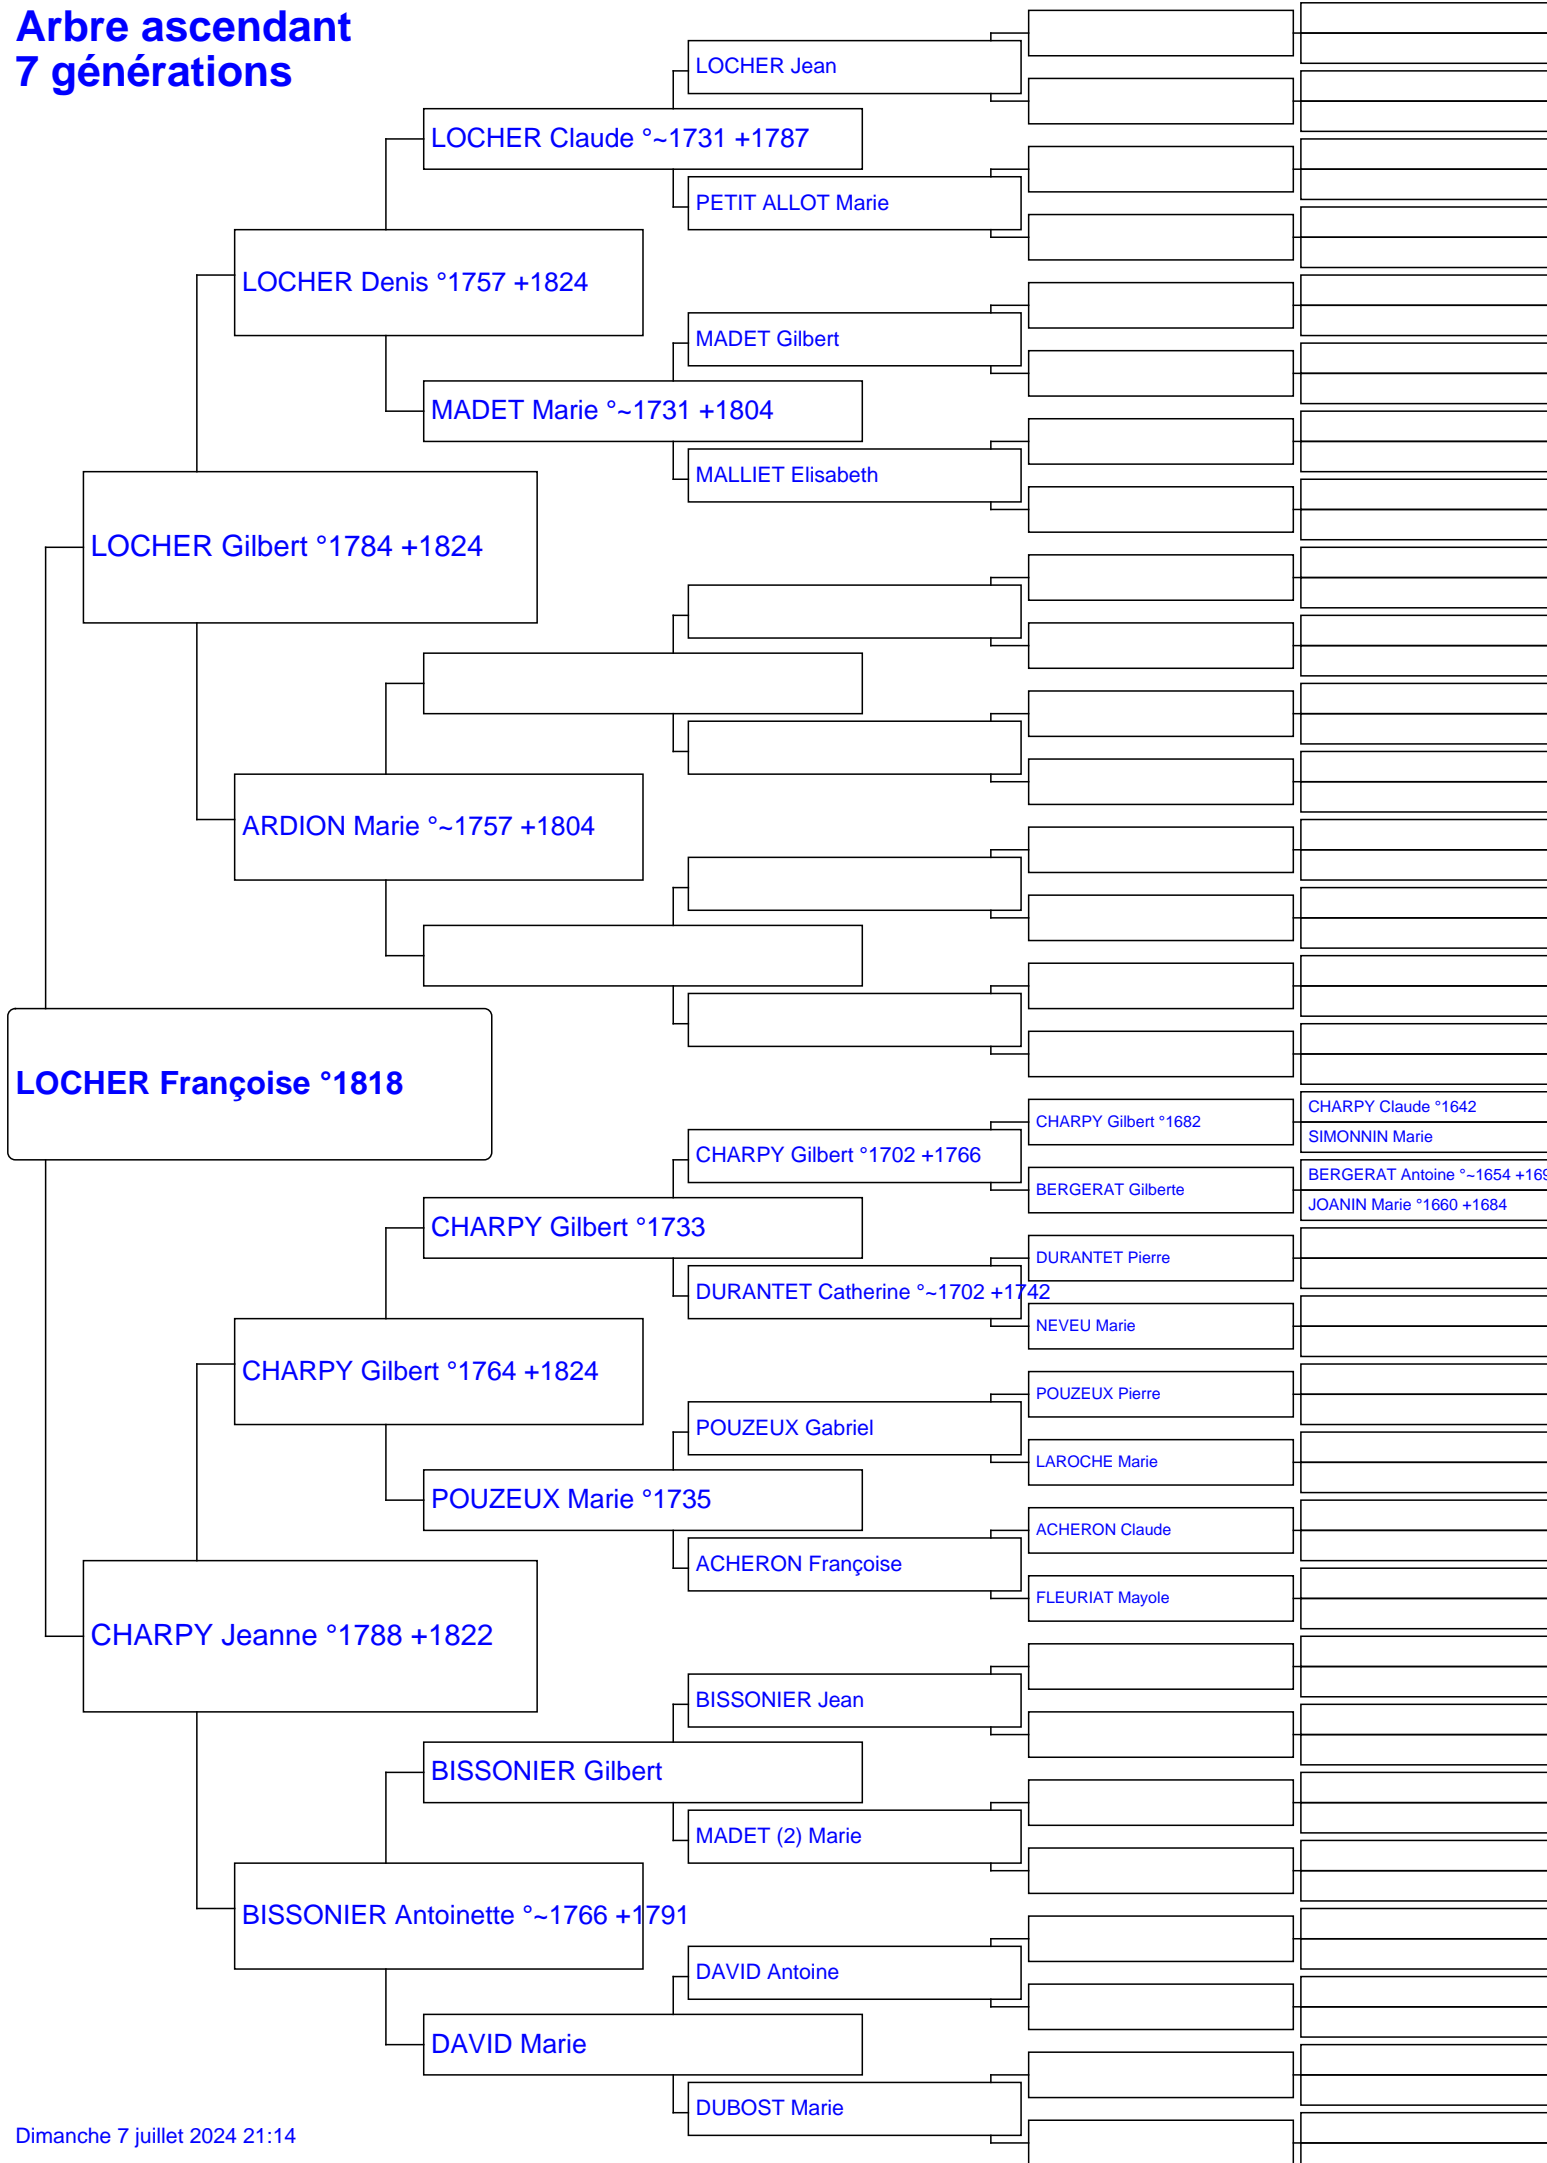 Arbre ascendant
7 générations
LOCHER Jean
LOCHER Claude °~1731 +1787
PETIT ALLOT Marie
LOCHER Denis °1757 +1824
MADET Gilbert
MADET Marie °~1731 +1804
MALLIET Elisabeth
LOCHER Gilbert °1784 +1824
ARDION Marie °~1757 +1804
LOCHER Françoise °1818
CHARPY Claude °1642
CHARPY Gilbert °1682
SIMONNIN Marie
CHARPY Gilbert °1702 +1766
BERGERAT Antoine °~1654 +169
BERGERAT Gilberte
JOANIN Marie °1660 +1684
CHARPY Gilbert °1733
DURANTET Pierre
DURANTET Catherine °~1702 +1742
NEVEU Marie
CHARPY Gilbert °1764 +1824
POUZEUX Pierre
POUZEUX Gabriel
LAROCHE Marie
POUZEUX Marie °1735
ACHERON Claude
ACHERON Françoise
FLEURIAT Mayole
CHARPY Jeanne °1788 +1822
BISSONIER Jean
BISSONIER Gilbert
MADET (2) Marie
BISSONIER Antoinette °~1766 +1791
DAVID Antoine
DAVID Marie
DUBOST Marie
Dimanche 7 juillet 2024 21:14